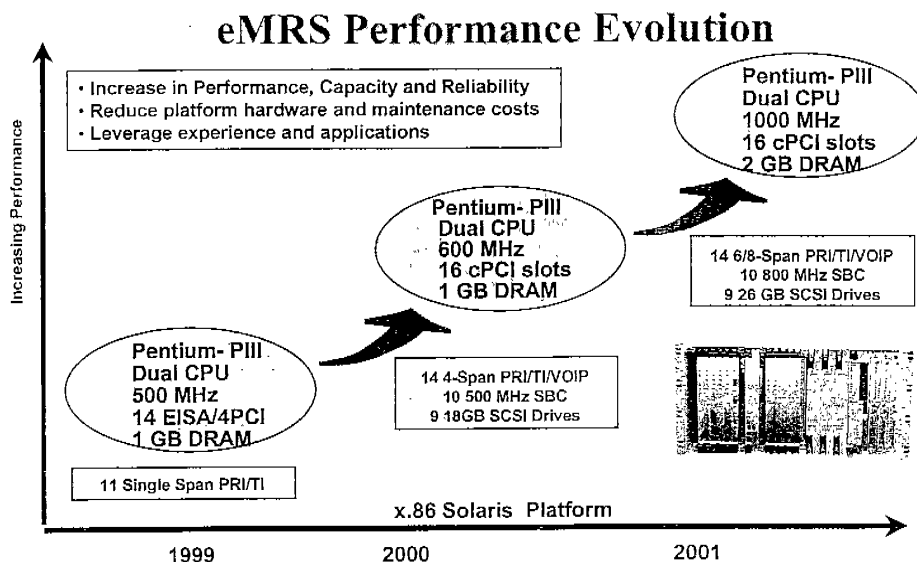 eMRS Performance Evolution
• Increase in Performance, Capacity and Reliability
• Reduce platform hardware and maintenance costs
• Leverage experience and applications
Increasing Performance
Pentium- PIII
Dual CPU
1000 MHz
16 cPCI slots
2 GB DRAM
14 6/8-Span PRI/TI/VOIP
10 800 MHz SBC
9 26 GB SCSI Drives
Pentium- PIII
Dual CPU
600 MHz
16 cPCI slots
1 GB DRAM
14 4-Span PRI/TI/VOIP
10 500 MHz SBC
9 18GB SCSI Drives
Pentium- PIII
Dual CPU
500 MHz
14 EISA/4PCI
1 GB DRAM
11 Single Span PRI/TI
x.86 Solaris Platform
1999
2000
2001